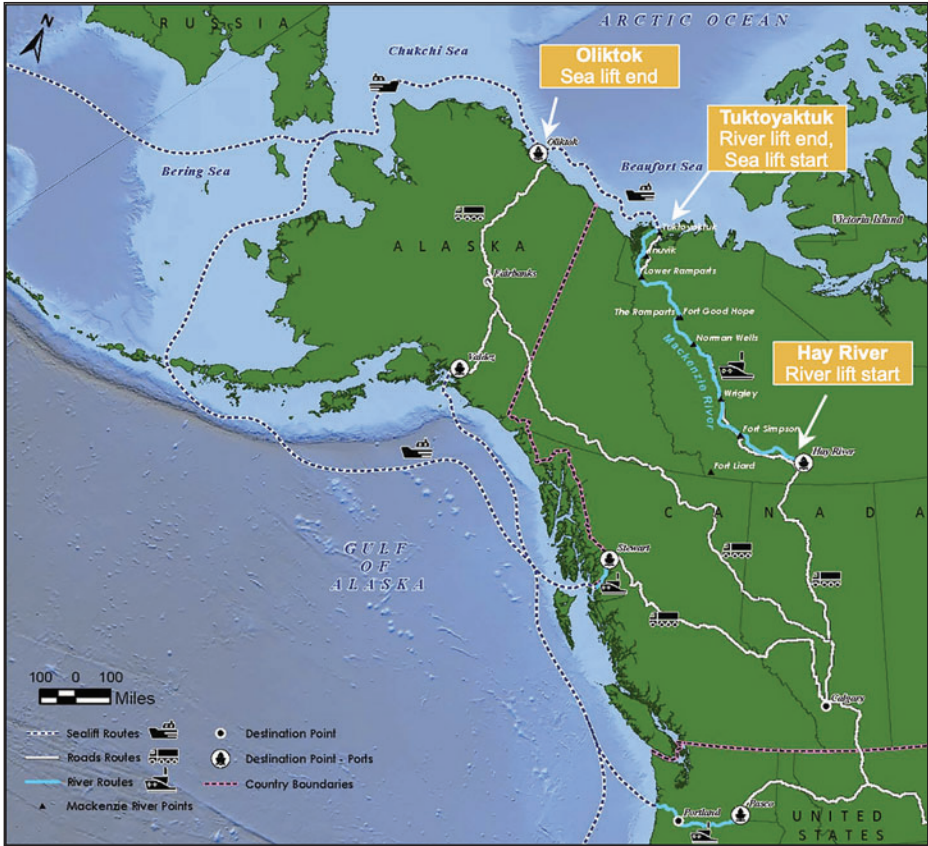 N
RUSSIA
ARCTIC OCEAN
Chukchi Sea
Oliktok
Sea lift end
Tuktoyaktuk
River lift end,
Sea lift start
Oliktok
Bering Sea
Beaufort Sea
Victoria Island
Tuktoyaktuk
Inuvik
ALASKA
Lower Ramparts
Fairbanks
The Ramparts
Fort Good Hope
Norman Wells
Mackenzie River
Hay River
River lift start
Valdez
Wrigley
Fort Simpson
Hay River
Fort Liard
CANADA
GULF
OF
ALASKA
Stewart
100 0 100
Miles
Calgary
Sealift Routes
Destination Point
Roads Routes
Destination Point - Ports
River Routes
Country Boundaries
Mackenzie River Points
Portland
Pasco
UNITED
STATES